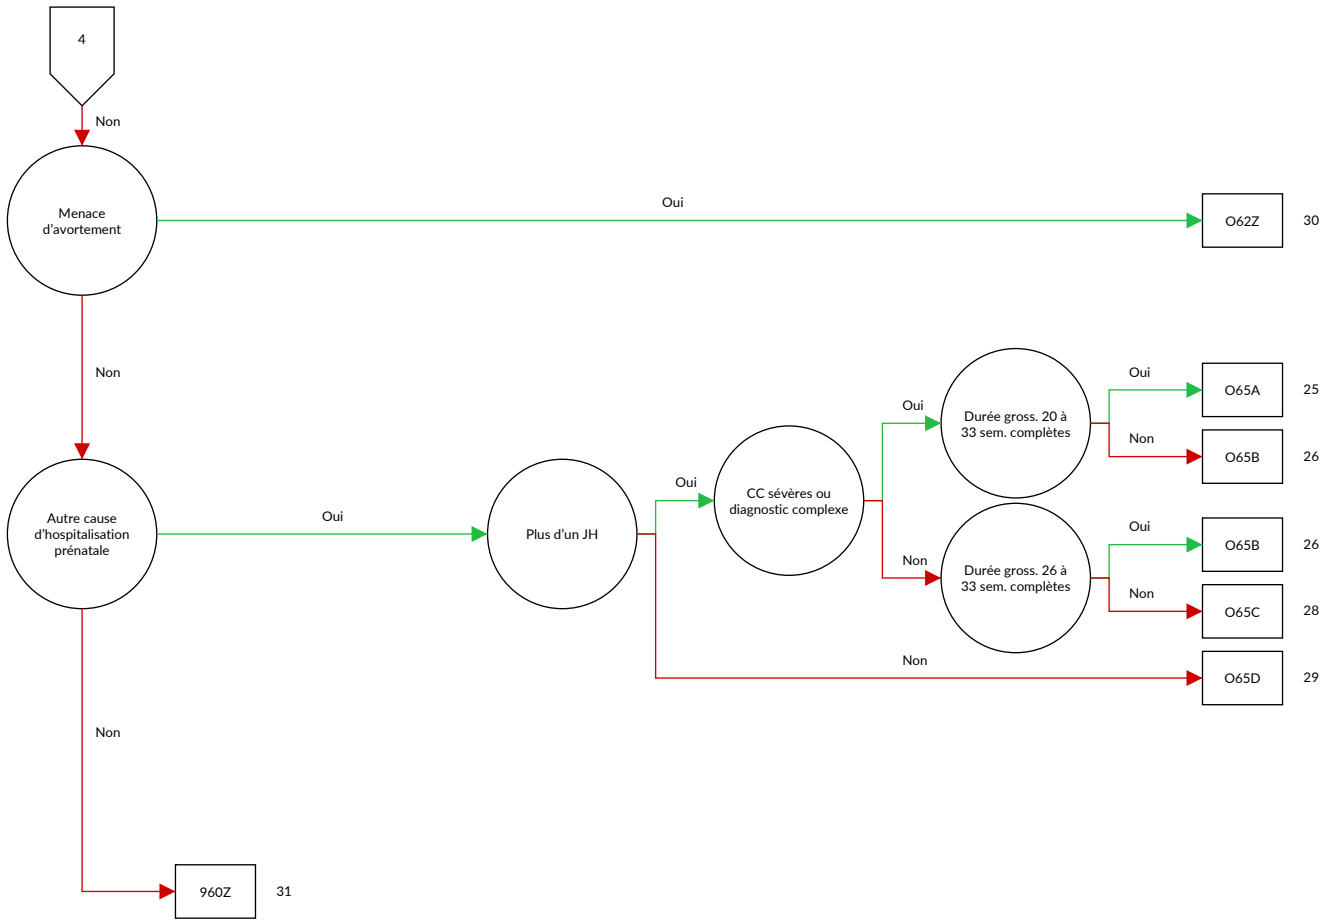 4
Non
Menace
d'avortement
Oui
O62Z
30
Non
Autre cause
d'hospitalisation
prénatale
Oui
Plus d'un JH
Oui
CC sévères ou
diagnostic complexe
Oui
Durée gross. 20 à
33 sem. complètes
Oui
O65A
25
Non
O65B
26
Non
Durée gross. 26 à
33 sem. complètes
Oui
O65B
26
Non
O65C
28
Non
O65D
29
Non
960Z
31